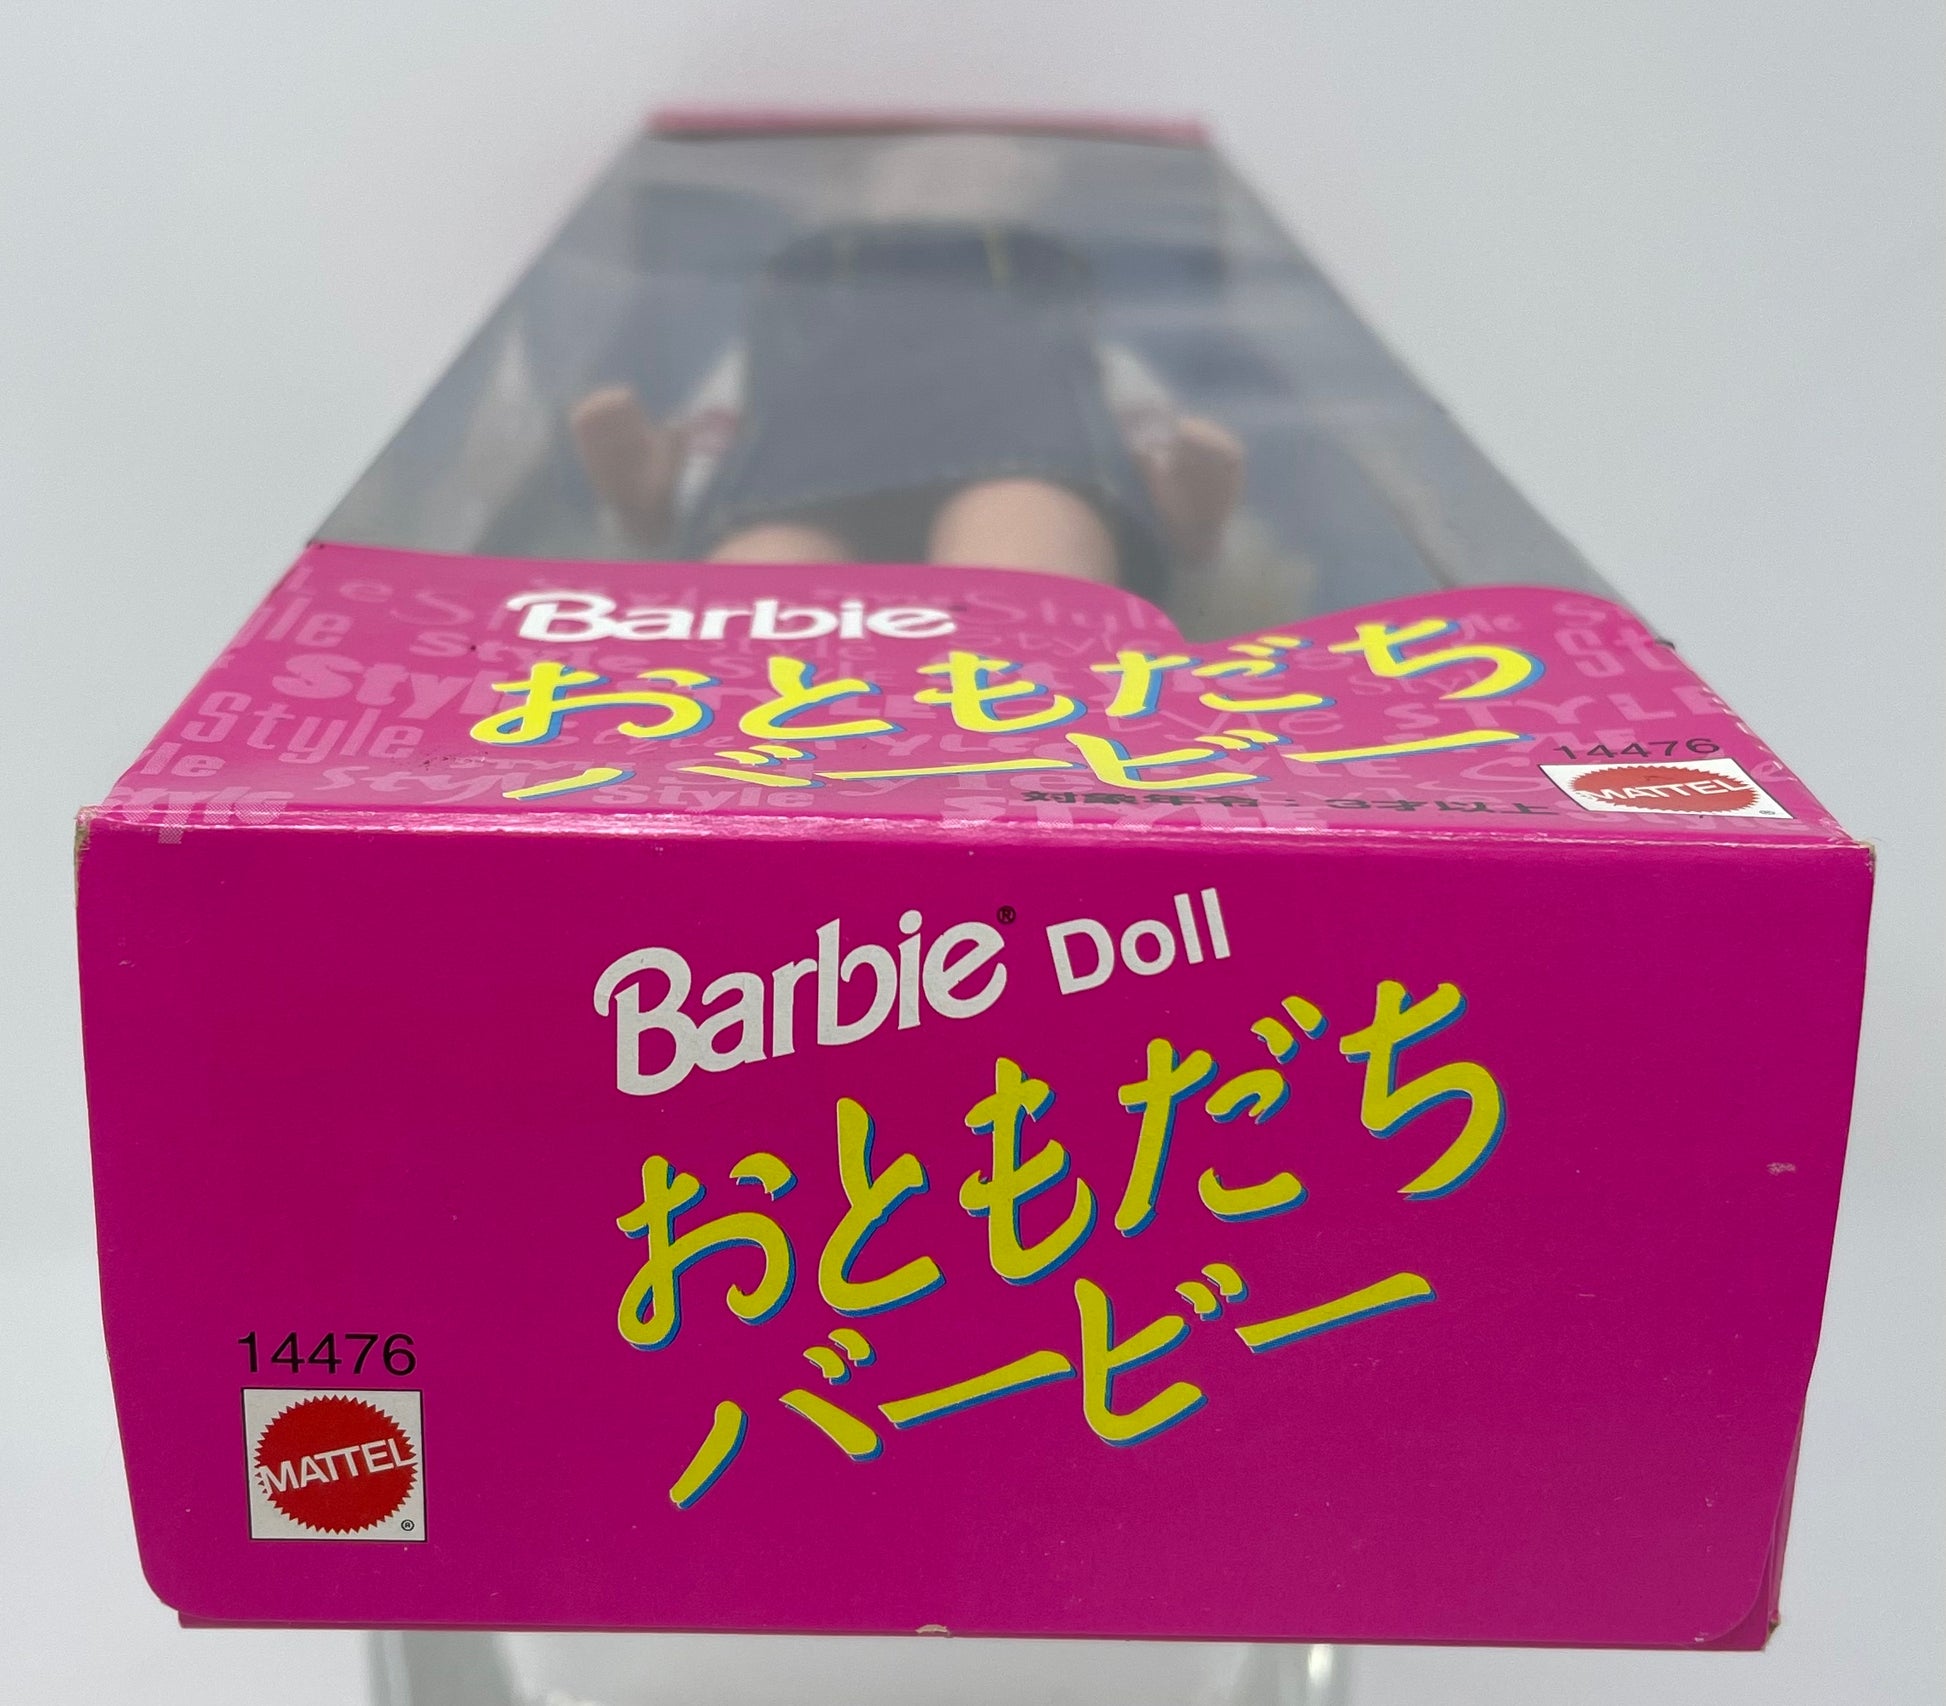 Barbie
おともだち
バービー
14476
対象年令：3才以上
MATTEL
Barbie® Doll
おともだち
バービー
14476
MATTEL
®